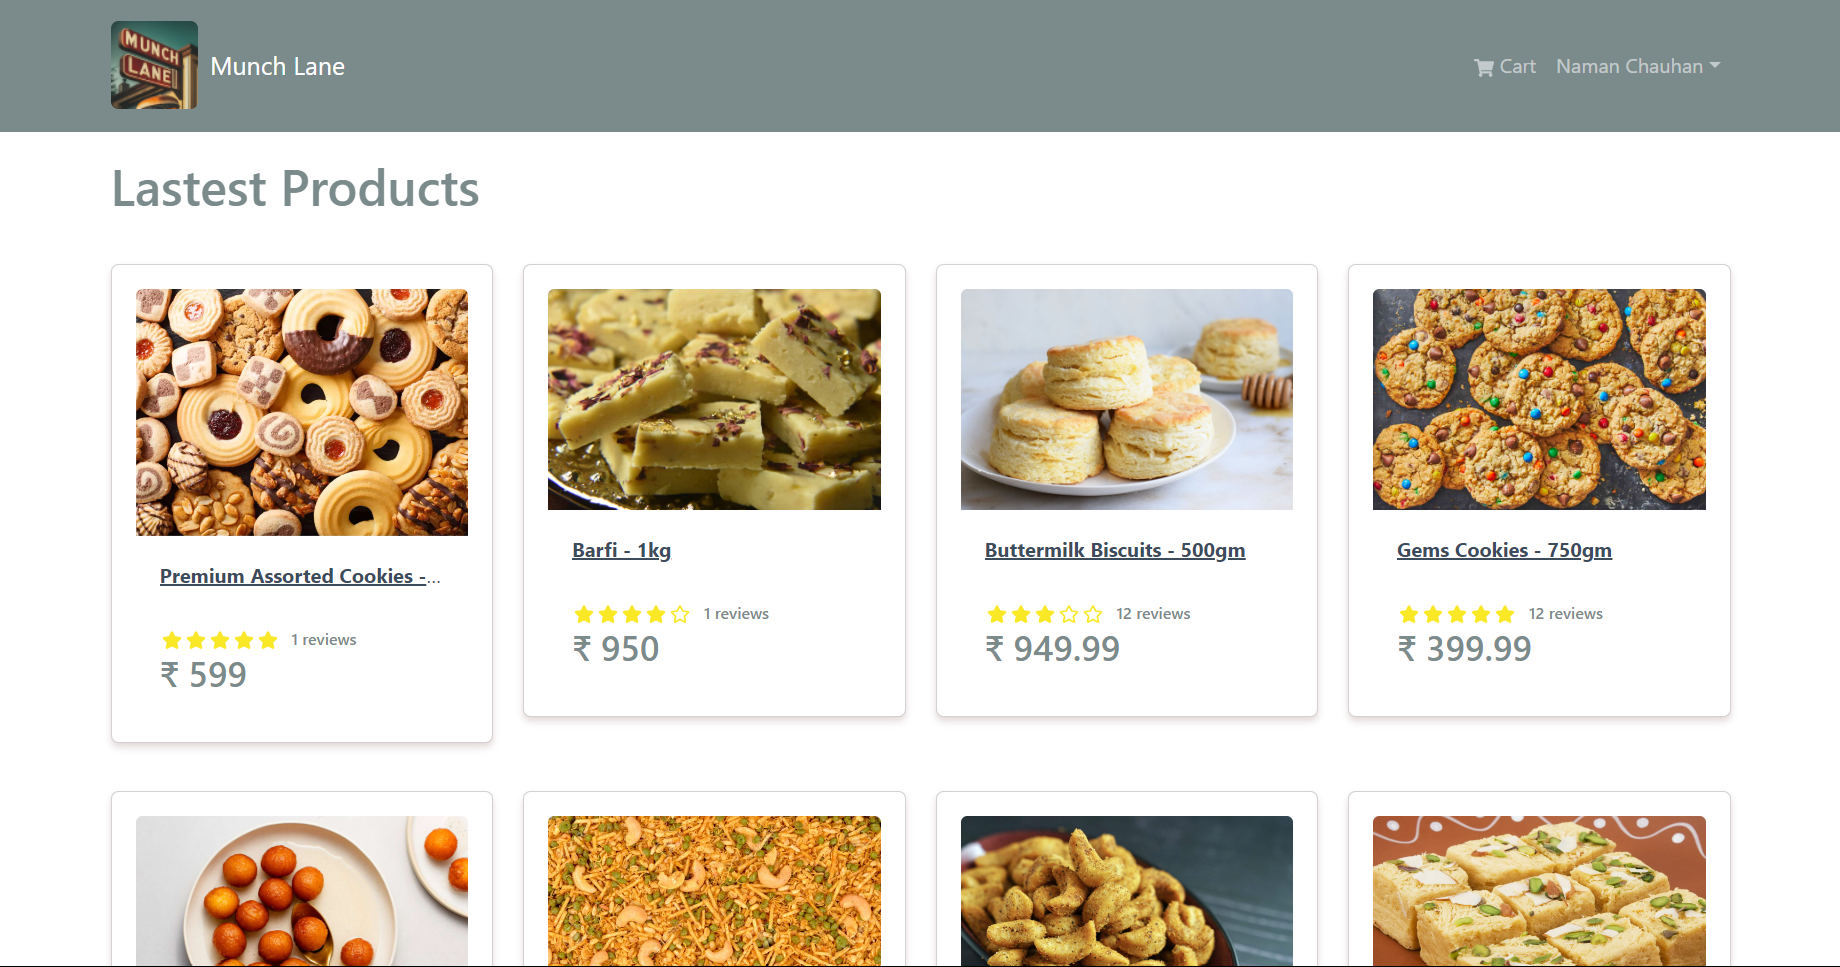 MUNCH
LANE
Munch Lane
Cart
Naman Chauhan
Lastest Products
Premium Assorted Cookies -...
1 reviews
₹ 599
Barfi - 1kg
1 reviews
₹ 950
Buttermilk Biscuits - 500gm
12 reviews
₹ 949.99
Gems Cookies - 750gm
12 reviews
₹ 399.99